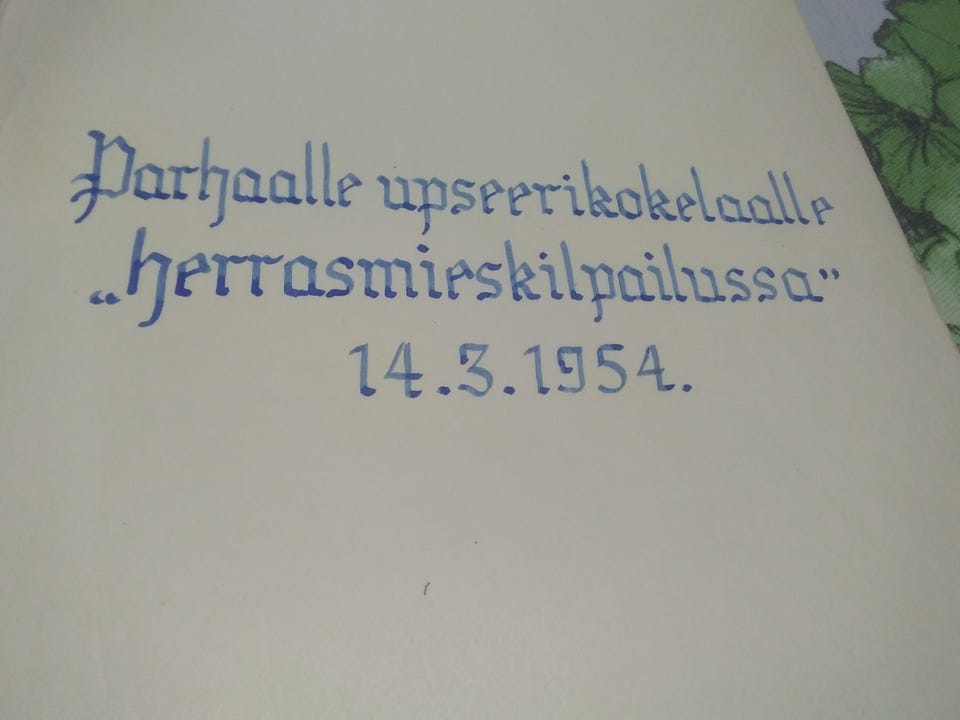 Parhaalle upseerikokelaalle
„herrasmieskilpailussa”
14.3.1954.